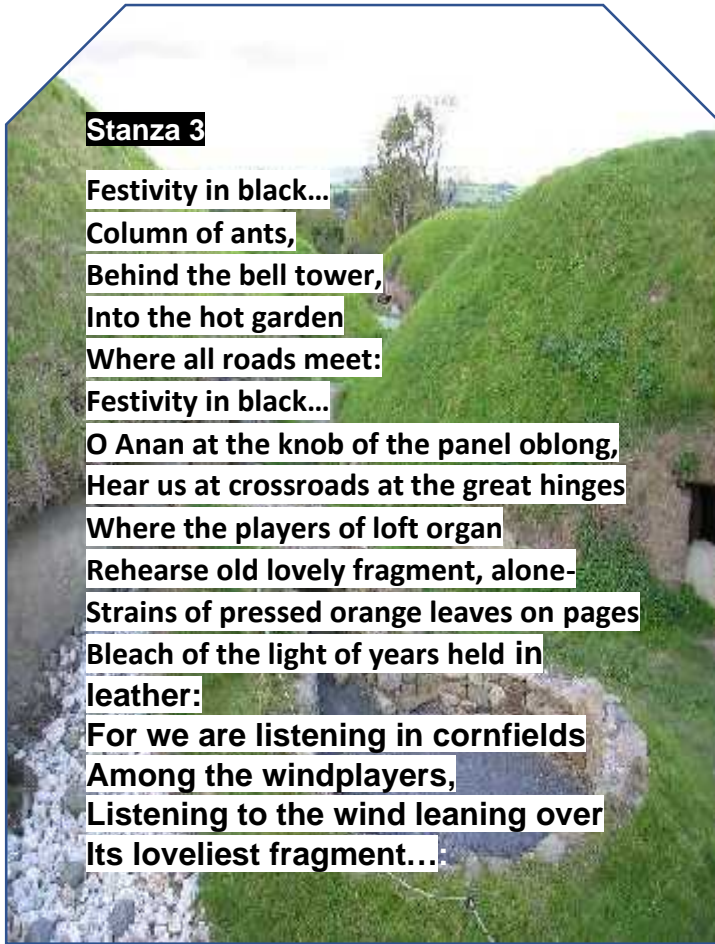 Stanza 3
Festivity in black…
Column of ants,
Behind the bell tower,
Into the hot garden
Where all roads meet:
Festivity in black…
O Anan at the knob of the panel oblong,
Hear us at crossroads at the great hinges
Where the players of loft organ
Rehearse old lovely fragment, alone-
Strains of pressed orange leaves on pages
Bleach of the light of years held in
leather:
For we are listening in cornfields
Among the windplayers,
Listening to the wind leaning over
Its loveliest fragment…: